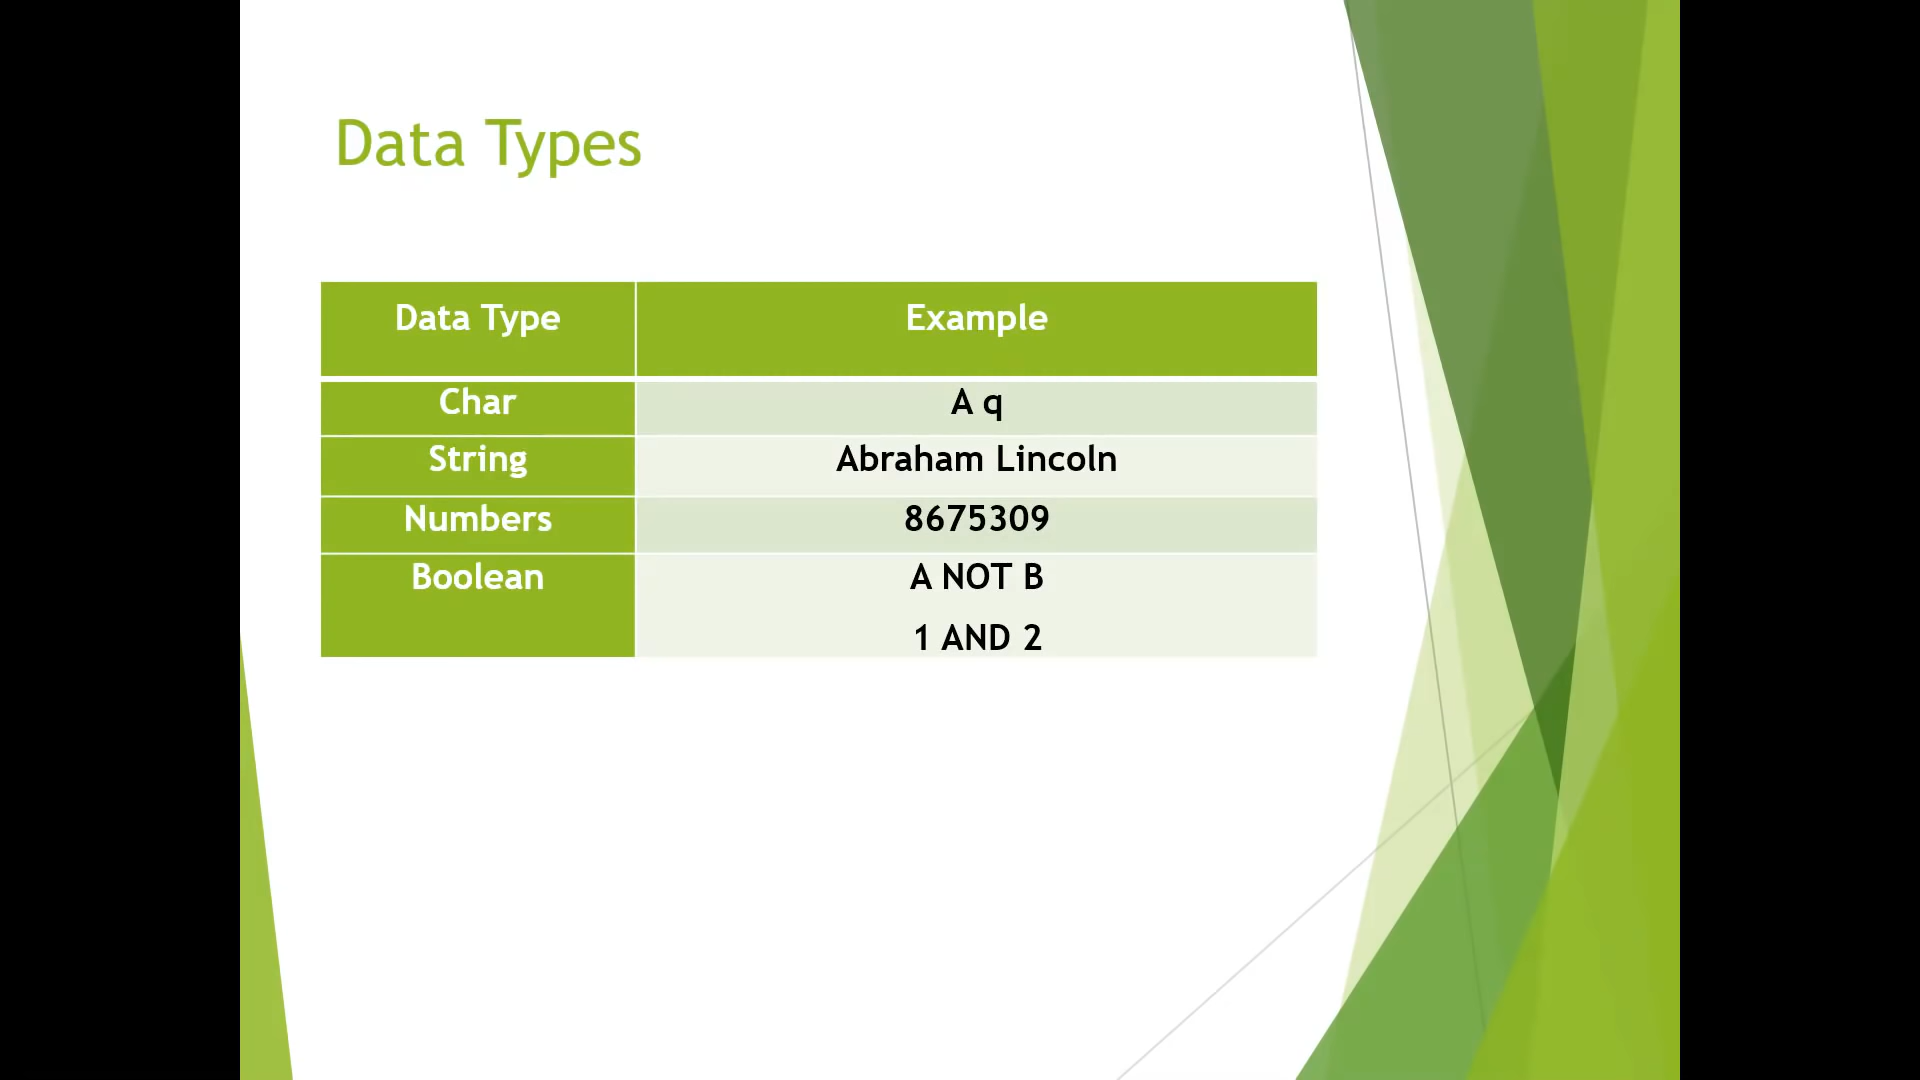 Data Types
Data Type Example
Char A q
String Abraham Lincoln
Numbers 8675309
Boolean A NOT B
1 AND 2